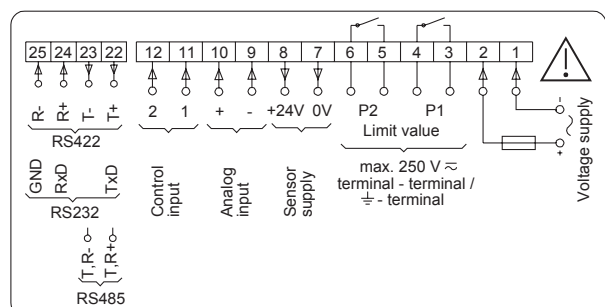 25 24 23 22 12 11 10 9 8 7 6 5 4 3 2 1
R- R+ T- T+ 2 1 + - +24V 0V P2 P1 -
RS422 Limit value +
GND RxD TxD Control input Analog input Sensor supply Voltage supply
max. 250 V ⏦
terminal - terminal /
⏚ - terminal
RS232
T,R- T,R+
RS485